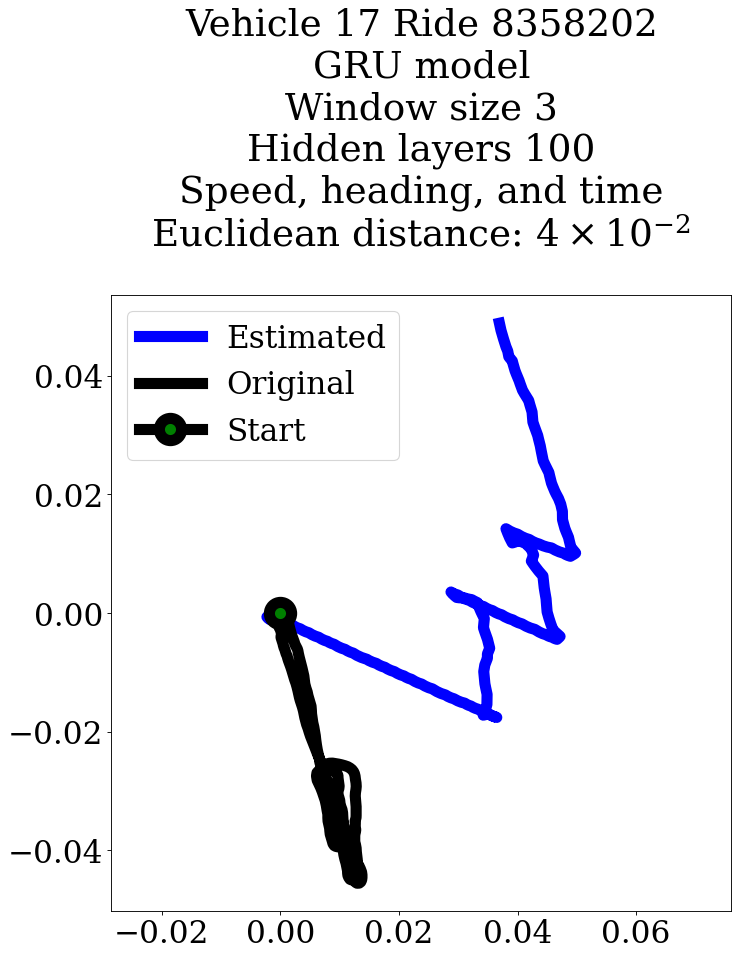 Vehicle 17 Ride 8358202
GRU model
Window size 3
Hidden layers 100
Speed, heading, and time
Euclidean distance: 4 × 10⁻²
Estimated
Original
Start
0.04
0.02
0.00
−0.02
−0.04
−0.02 0.00 0.02 0.04 0.06